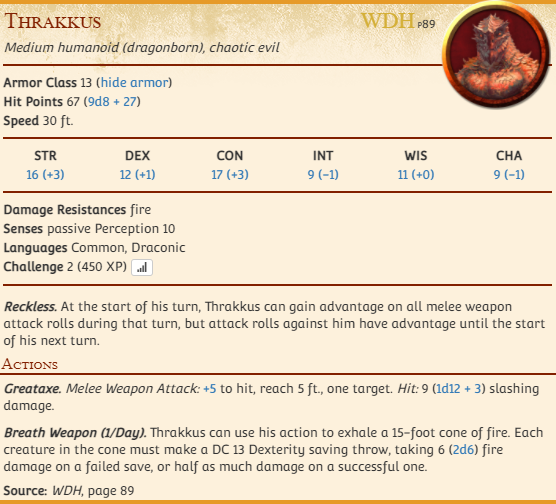 Thrakkus WDH P89
Medium humanoid (dragonborn), chaotic evil
Armor Class 13 (hide armor)
Hit Points 67 (9d8 + 27)
Speed 30 ft.
STR DEX CON INT WIS CHA
16 (+3) 12 (+1) 17 (+3) 9 (−1) 11 (+0) 9 (−1)
Damage Resistances fire
Senses passive Perception 10
Languages Common, Draconic
Challenge 2 (450 XP)
Reckless. At the start of his turn, Thrakkus can gain advantage on all melee weapon
attack rolls during that turn, but attack rolls against him have advantage until the start
of his next turn.
Actions
Greataxe. Melee Weapon Attack: +5 to hit, reach 5 ft., one target. Hit: 9 (1d12 + 3) slashing
damage.
Breath Weapon (1/Day). Thrakkus can use his action to exhale a 15–foot cone of fire. Each
creature in the cone must make a DC 13 Dexterity saving throw, taking 6 (2d6) fire
damage on a failed save, or half as much damage on a successful one.
Source: WDH, page 89